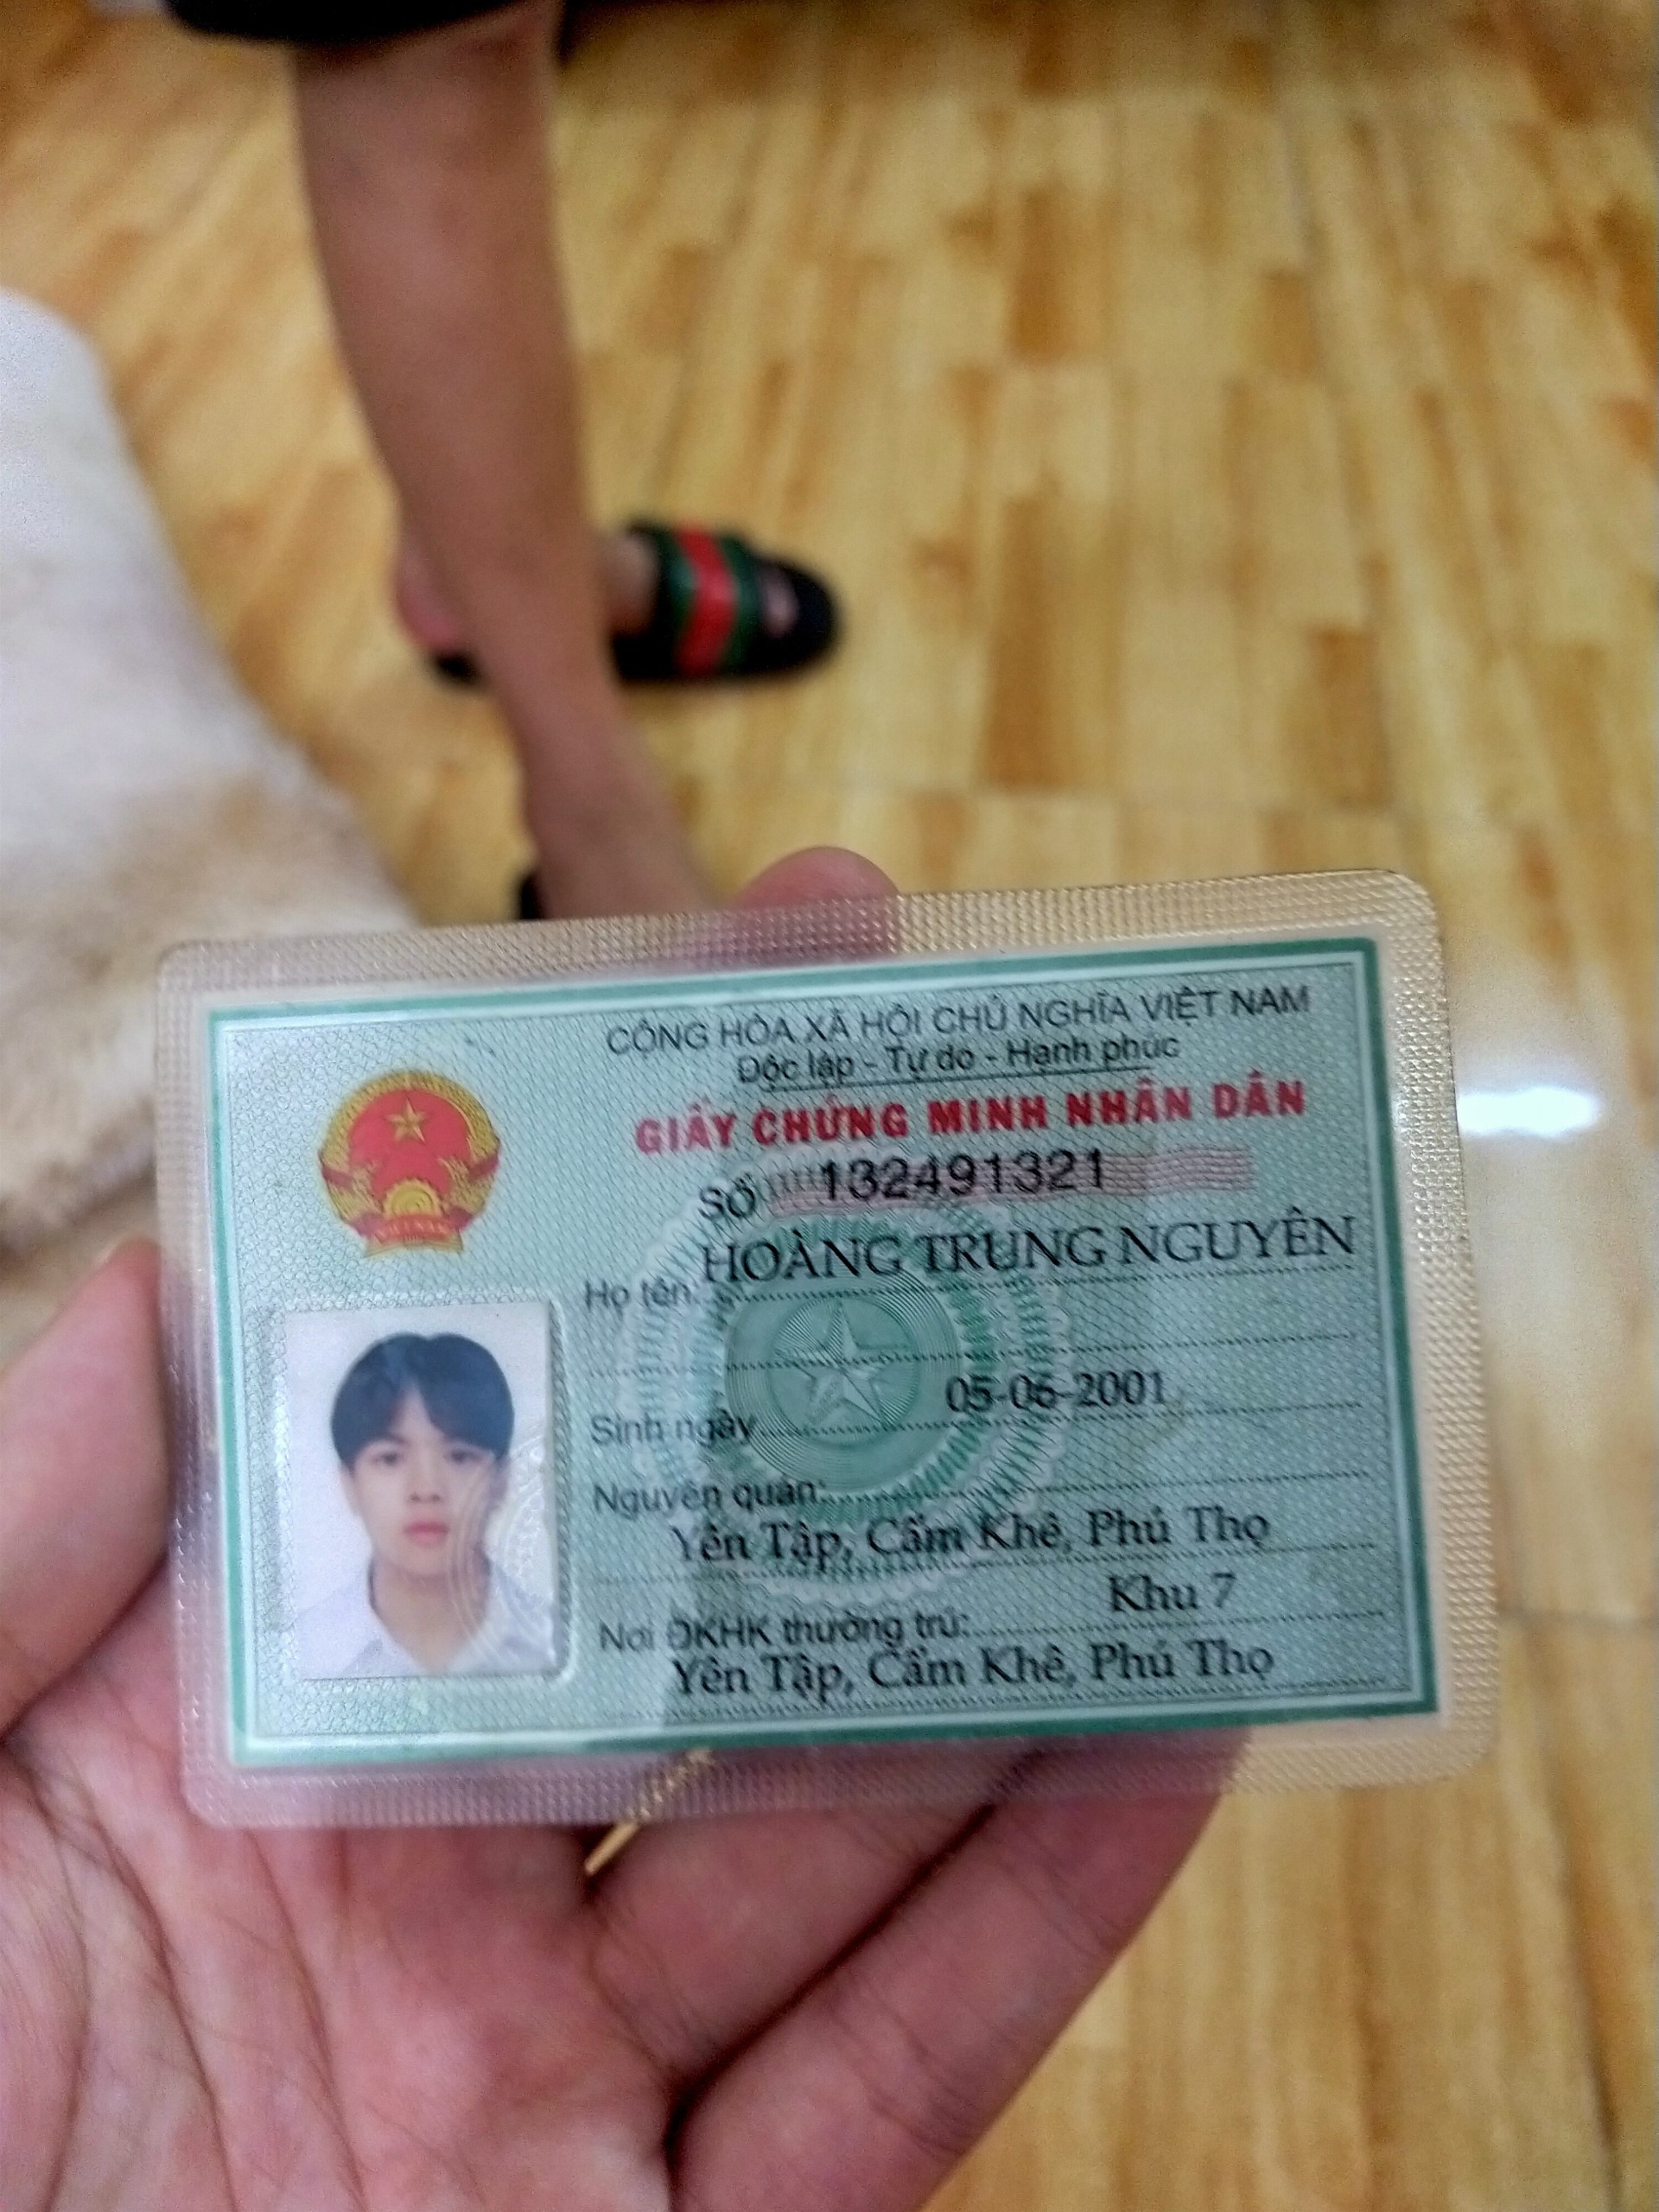 CỘNG HÒA XÃ HỘI CHỦ NGHĨA VIỆT NAM
Độc lập - Tự do - Hạnh phúc
GIẤY CHỨNG MINH NHÂN DÂN
SỐ 132491321
Họ tên: HOÀNG TRUNG NGUYÊN
Sinh ngày 05-06-2001
Nguyên quán:
Yên Tập, Cẩm Khê, Phú Thọ
Nơi ĐKHK thường trú: Khu 7
Yên Tập, Cẩm Khê, Phú Thọ
VIỆT NAM